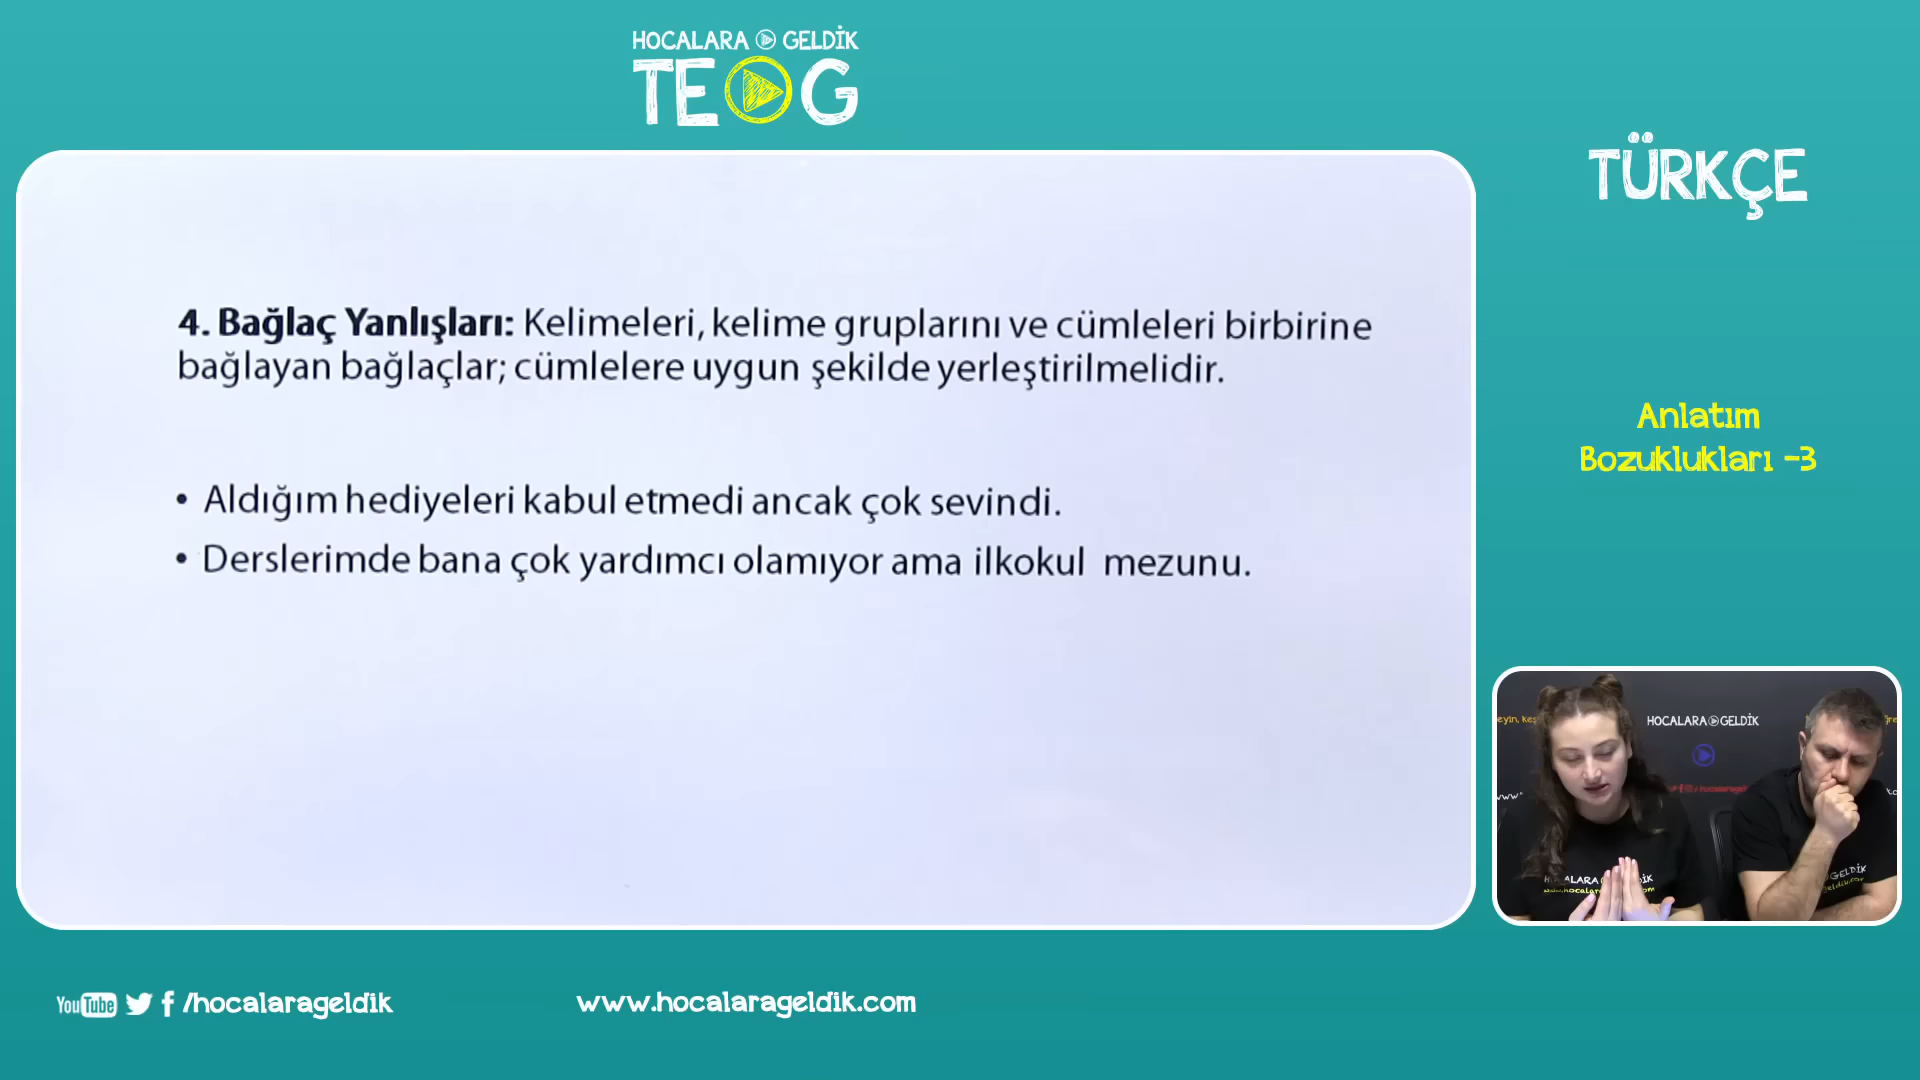 HOCALARA GELDİK
TEOG
TÜRKÇE
4. Bağlaç Yanlışları: Kelimeleri, kelime gruplarını ve cümleleri birbirine
bağlayan bağlaçlar; cümlelere uygun şekilde yerleştirilmelidir.
• Aldığım hediyeleri kabul etmedi ancak çok sevindi.
• Derslerimde bana çok yardımcı olamıyor ama ilkokul mezunu.
Anlatım
Bozuklukları -3
HOCALARA GELDİK
YouTube /hocalarageldik
www.hocalarageldik.com